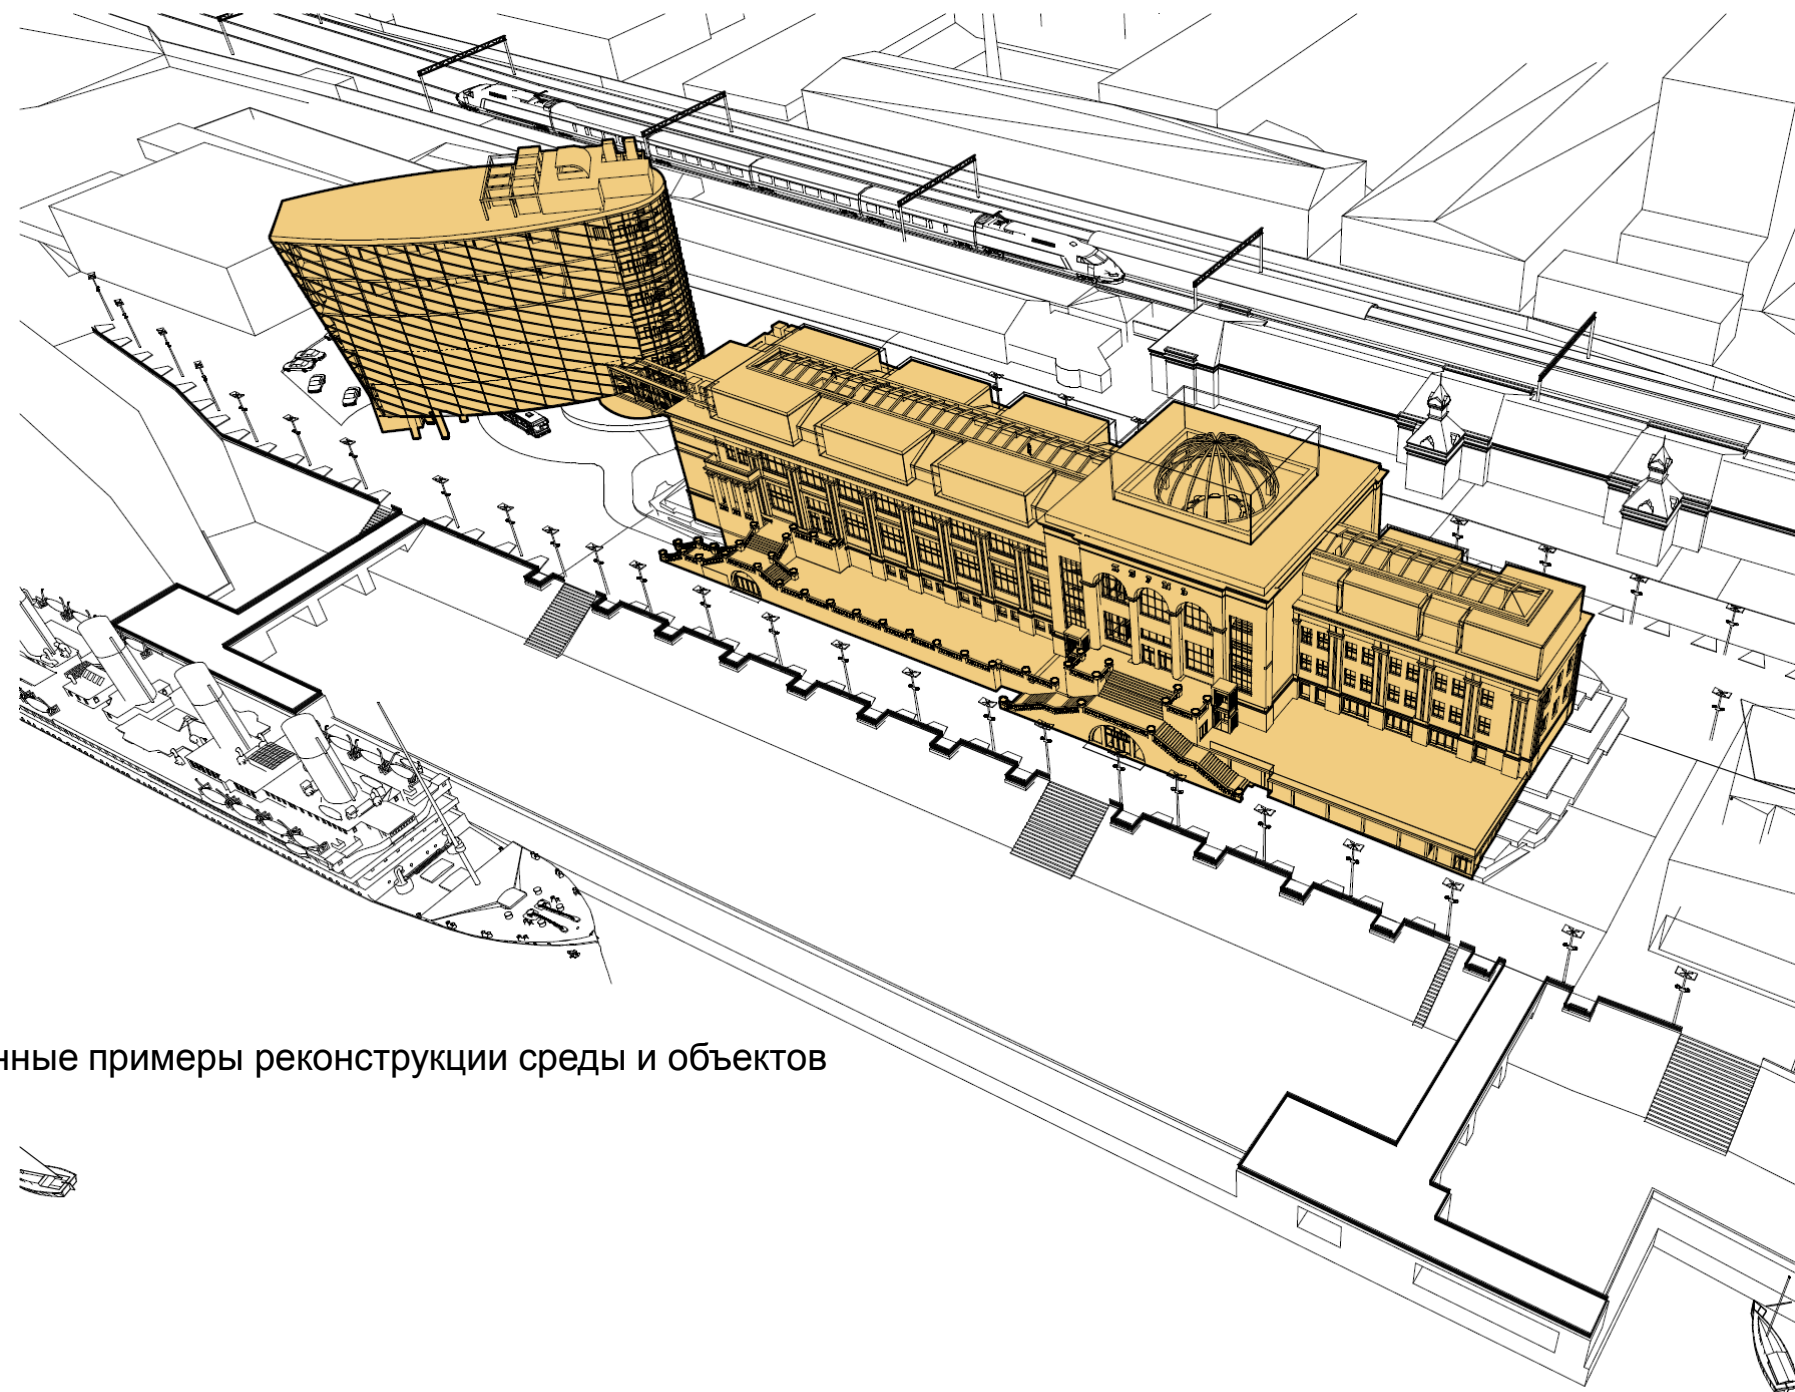 нные примеры реконструкции среды и объектов